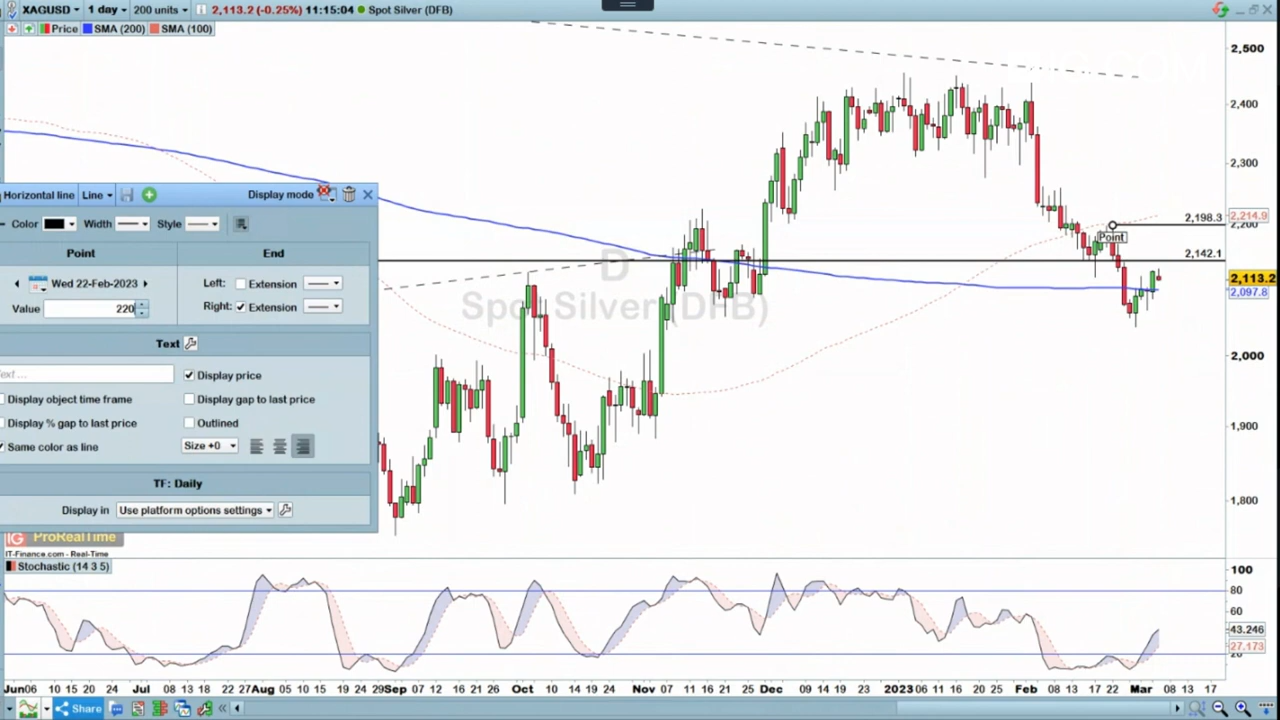 XAGUSD 1 day 200 units 2,113.2 (-0.25%) 11:15:04 Spot Silver (DFB)
Price SMA (200) SMA (100)
2,500
2,400
2,300
2,200
2,214.9
2,198.3
Point
2,142.1
2,113.2
2,097.8
2,000
1,900
1,800
D
Spot Silver (DFB)
Horizontal line Line Display mode
Color Width Style
Point End
Wed 22-Feb-2023 Left: Extension
Value 220 Right: Extension
Text
Text... Display price
Display object time frame Display gap to last price
Display % gap to last price Outlined
Same color as line Size +0
TF: Daily
Display in Use platform options settings
IG ProRealTime
IT-Finance.com - Real-Time
Stochastic (14 3 5)
100
80
60
43.246
27.173
20
Jun06 10 15 20 24 Jul 08 13 18 22 27 Aug 05 10 15 19 24 29 Sep 07 12 19 25 Oct 10 14 19 24 Nov 07 11 16 25 Dec 09 14 19 23 2023 06 11 16 20 25 Feb 08 13 17 22 Mar 08 13 17
Share